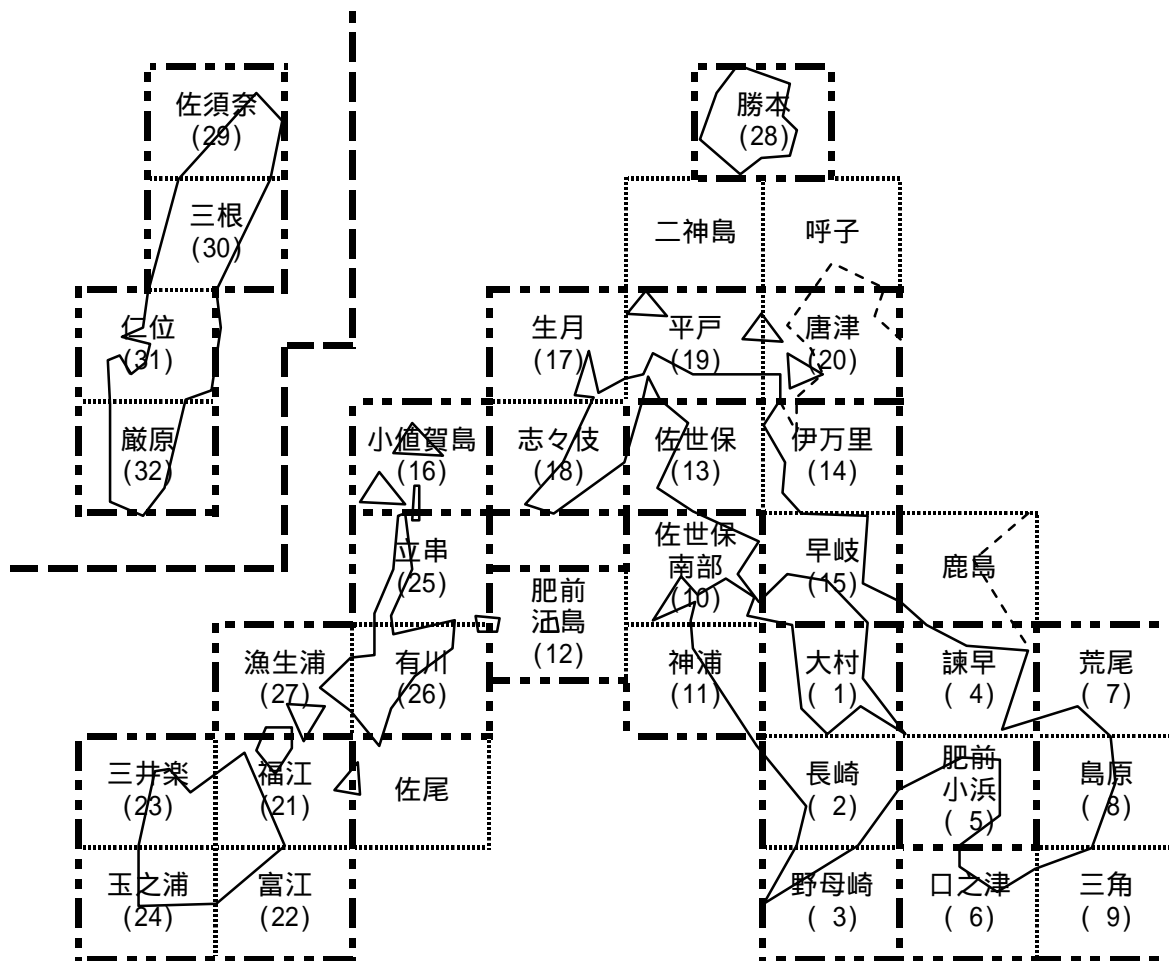 佐須奈
(29)
勝本
(28)
三根
(30)
二神島
呼子
仁位
(31)
生月
(17)
平戸
(19)
唐津
(20)
厳原
(32)
小値賀島
(16)
志々伎
(18)
佐世保
(13)
伊万里
(14)
立串
(25)
肥前
江島
(12)
佐世保
南部
(10)
早岐
(15)
鹿島
漁生浦
(27)
有川
(26)
神浦
(11)
大村
( 1)
諫早
( 4)
荒尾
( 7)
三井楽
(23)
福江
(21)
佐尾
長崎
( 2)
肥前
小浜
( 5)
島原
( 8)
玉之浦
(24)
富江
(22)
野母崎
( 3)
口之津
( 6)
三角
( 9)